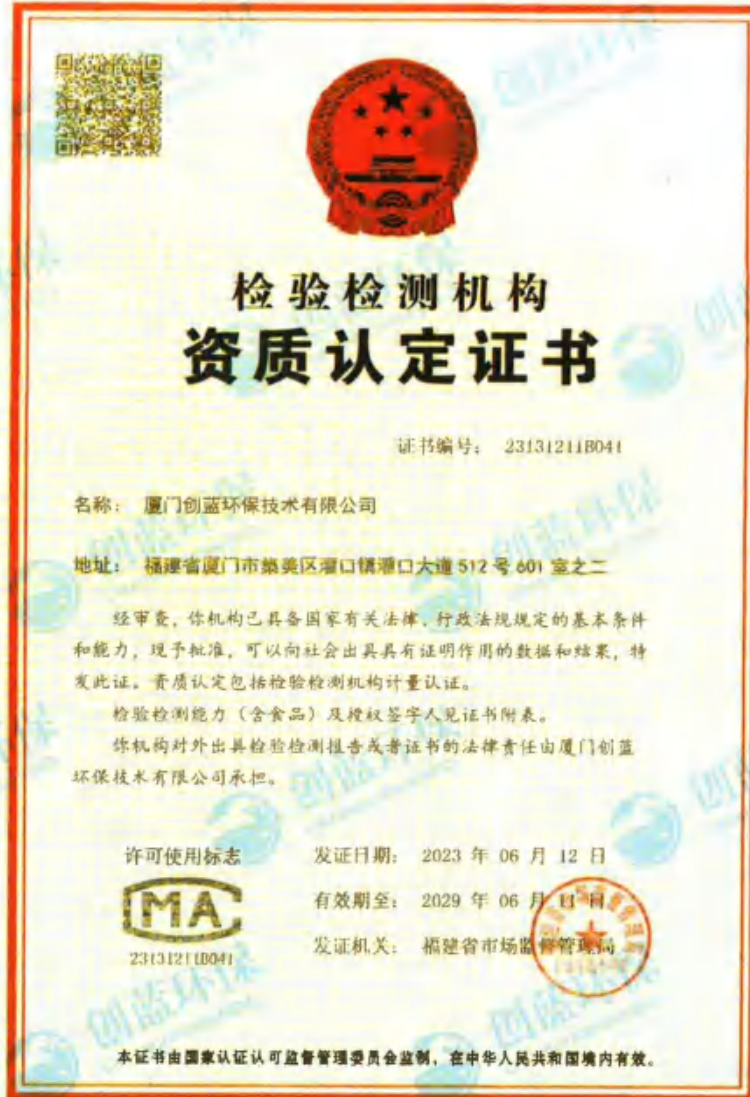 检验检测机构
资质认定证书
证书编号： 23131211B041
名称： 厦门创蓝环保技术有限公司
地址： 福建省厦门市集美区灌口镇灌口大道 512 号 601 室之二
经审查，你机构已具备国家有关法律、行政法规规定的基本条件
和能力，现予批准，可以向社会出具具有证明作用的数据和结果，特
发此证。资质认定包括检验检测机构计量认证。
检验检测能力（含食品）及授权签字人见证书附表。
你机构对外出具检验检测报告或者证书的法律责任由厦门创蓝
环保技术有限公司承担。
许可使用标志
MA
23131211B041
发证日期： 2023 年 06 月 12 日
有效期至： 2029 年 06 月 11 日
发证机关： 福建省市场监督管理局
本证书由国家认证认可监督管理委员会监制，在中华人民共和国境内有效。
创蓝环保